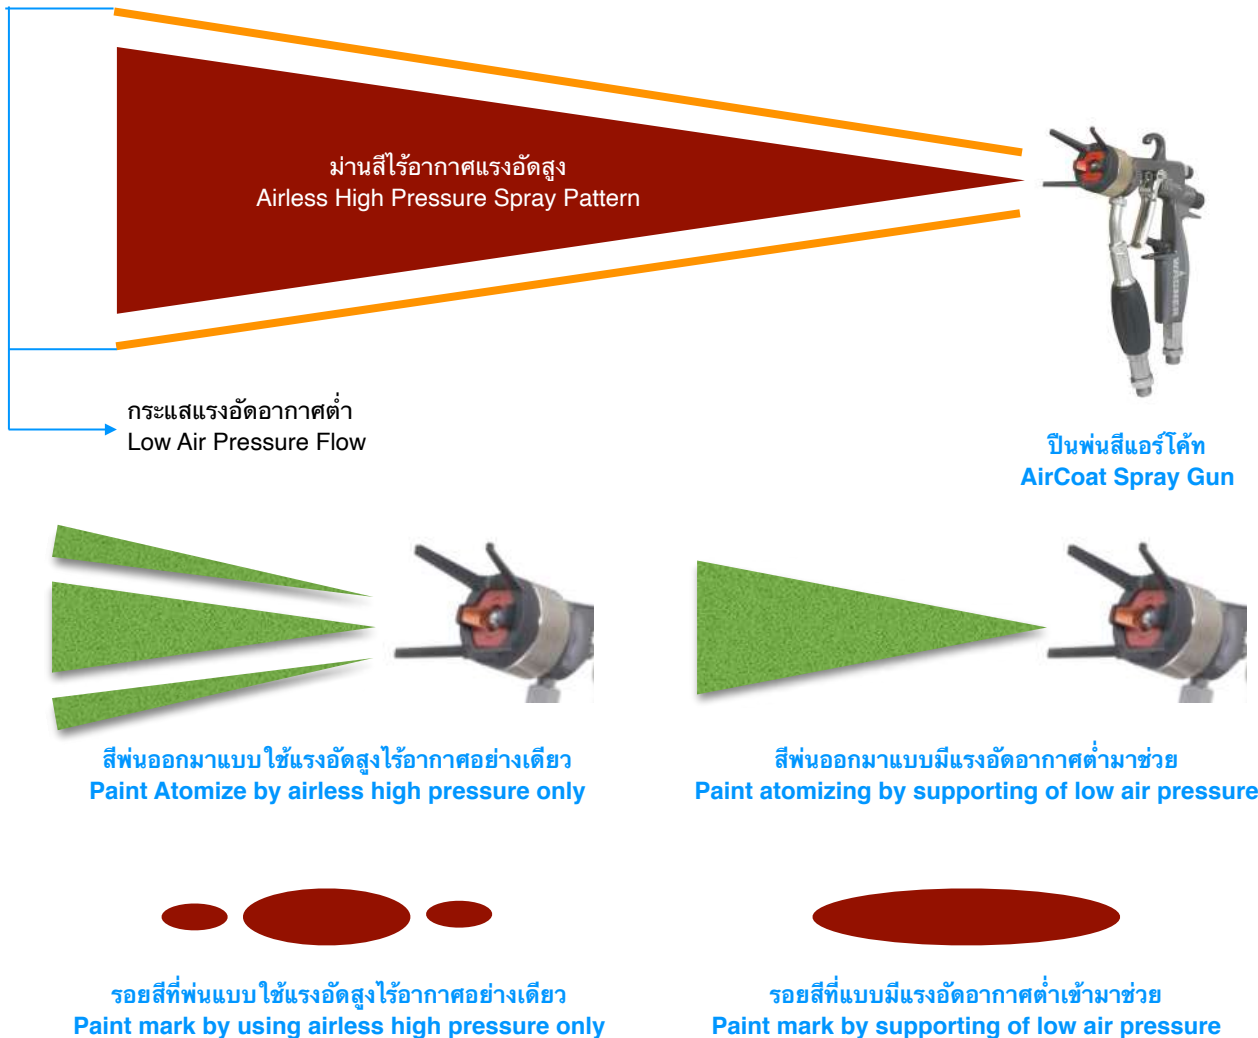 ม่านสีไร้อากาศแรงอัดสูง
Airless High Pressure Spray Pattern
กระแสแรงอัดอากาศต่ำ
Low Air Pressure Flow
ปืนพ่นสีแอร์โค้ท
AirCoat Spray Gun
สีพ่นออกมาแบบใช้แรงอัดสูงไร้อากาศอย่างเดียว
Paint Atomize by airless high pressure only
สีพ่นออกมาแบบมีแรงอัดอากาศต่ำมาช่วย
Paint atomizing by supporting of low air pressure
รอยสีที่พ่นแบบใช้แรงอัดสูงไร้อากาศอย่างเดียว
Paint mark by using airless high pressure only
รอยสีที่แบบมีแรงอัดอากาศต่ำเข้ามาช่วย
Paint mark by supporting of low air pressure